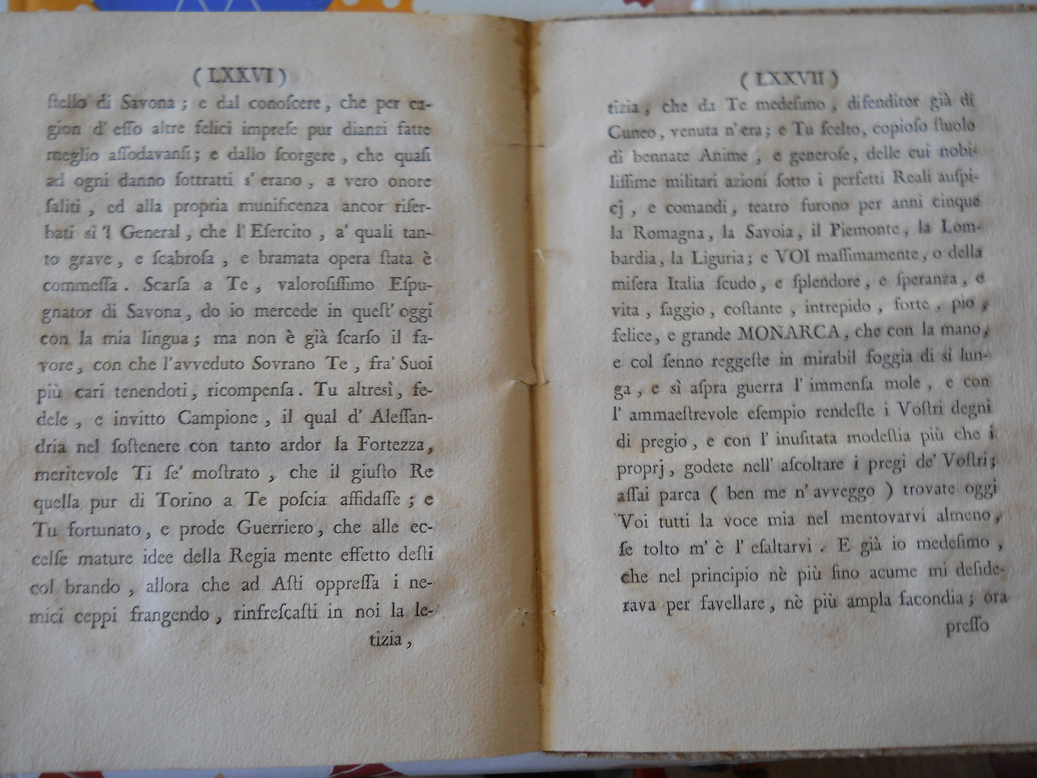 ( LXXVI )
ſtello di Savona ; e dal conoſcere , che per ca-
gion d' eſſo altre felici impreſe pur dianzi fatte
meglio aſſodavanſi ; e dallo ſcorgere , che quaſi
ad ogni danno ſottratti s' erano , a vero onore
ſaliti , ed alla propria munificenza ancor riſer-
bati sì 'l General , che l' Eſercito , a' quali tan-
to grave , e ſcabroſa , e bramata opera ſtata è
commeſſa . Scarſa a Te , valoroſiſſimo Eſpu-
gnator di Savona , do io mercede in queſt' oggi
con la mia lingua ; ma non è già ſcarſo il fa-
vore , con che l'avveduto Sovrano Te , fra' Suoi
più cari tenendoti , ricompenſa . Tu altresì , fe-
dele , e invitto Campione , il qual d' Aleſſan-
dria nel ſoſtenere con tanto ardor la Fortezza ,
meritevole Ti ſe' moſtrato , che il giuſto Re
quella pur di Torino a Te poſcia affidaſſe ; e
Tu fortunato , e prode Guerriero , che alle ec-
celſe mature idee della Regia mente effetto deſti
col brando , allora che ad Aſti oppreſſa i ne-
mici ceppi frangendo , rinfreſcaſti in noi la le-
tizia ,
( LXXVII )
tizia , che da Te medeſimo , difenditor già di
Cuneo , venuta n' era ; e Tu ſcelto , copioſo ſtuolo
di bennate Anime , e generoſe , delle cui nobi-
liſſime militari azioni ſotto i perfetti Reali auſpi-
cj , e comandi , teatro furono per anni cinque
la Romagna , la Savoia , il Piemonte , la Lom-
bardia , la Liguria ; e VOI maſſimamente , o della
miſera Italia ſcudo , e ſplendore , e ſperanza , e
vita , ſaggio , coſtante , intrepido , forte , pio ,
felice , e grande MONARCA , che con la mano ,
e col ſenno reggeſte in mirabil foggia di sì lun-
ga , e sì aſpra guerra l' immenſa mole , e con
l' ammaeſtrevole eſempio rendeſte i Voſtri degni
di pregio , e con l' inuſitata modeſtia più che i
proprj , godete nell' aſcoltare i pregi de' Voſtri ;
aſſai parca ( ben me n' avveggo ) trovate oggi
Voi tutti la voce mia nel mentovarvi almeno ,
ſe tolto m' è l' eſaltarvi . E già io medeſimo ,
che nel principio nè più fino acume mi deſide-
rava per favellare , nè più ampla facondia ; ora
preſſo